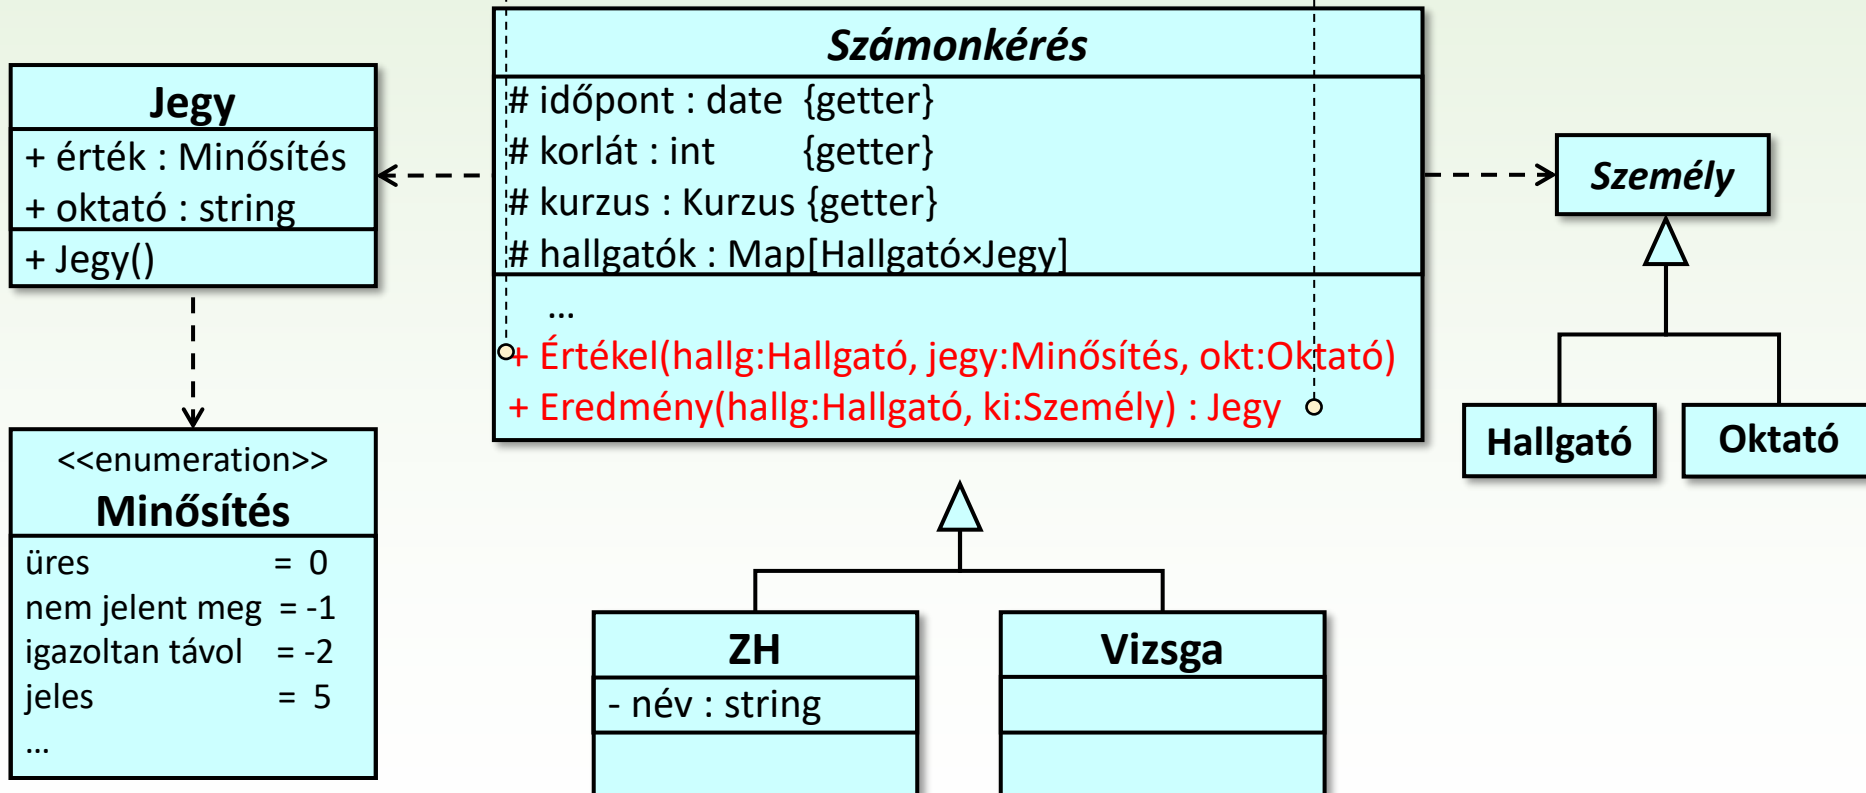 Jegy
+ érték : Minősítés
+ oktató : string
+ Jegy()
<<enumeration>>
Minősítés
üres = 0
nem jelent meg = -1
igazoltan távol = -2
jeles = 5
...
Számonkérés
# időpont : date {getter}
# korlát : int {getter}
# kurzus : Kurzus {getter}
# hallgatók : Map[Hallgató×Jegy]
...
+ Értékel(hallg:Hallgató, jegy:Minősítés, okt:Oktató)
+ Eredmény(hallg:Hallgató, ki:Személy) : Jegy
ZH
- név : string
Vizsga
Személy
Hallgató
Oktató